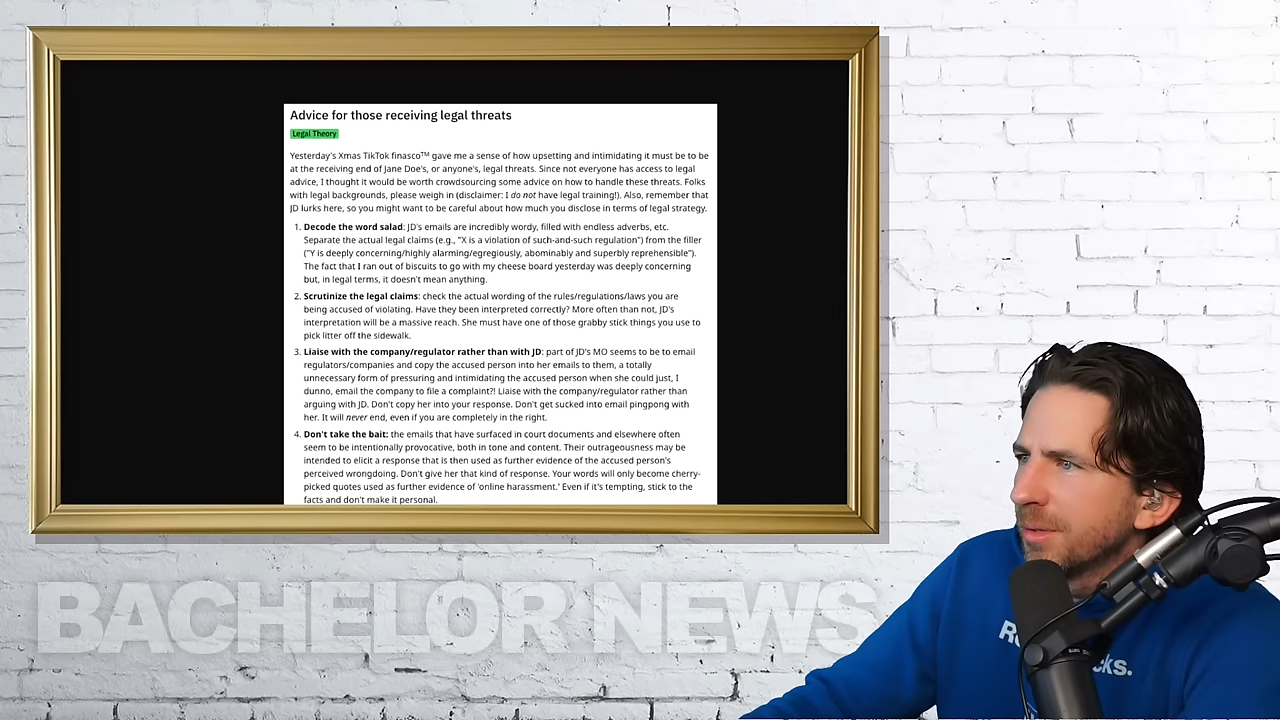 Advice for those receiving legal threats
Legal Theory
Yesterday's Xmas TikTok finasco™ gave me a sense of how upsetting and intimidating it must be to be
at the receiving end of Jane Doe's, or anyone's, legal threats. Since not everyone has access to legal
advice, I thought it would be worth crowdsourcing some advice on how to handle these threats. Folks
with legal backgrounds, please weigh in (disclaimer: I do not have legal training!). Also, remember that
JD lurks here, so you might want to be careful about how much you disclose in terms of legal strategy.
1. Decode the word salad: JD's emails are incredibly wordy, filled with endless adverbs, etc.
Separate the actual legal claims (e.g., "X is a violation of such-and-such regulation") from the filler
("Y is deeply concerning/highly alarming/egregiously, abominably and superbly reprehensible").
The fact that I ran out of biscuits to go with my cheese board yesterday was deeply concerning
but, in legal terms, it doesn't mean anything.
2. Scrutinize the legal claims: check the actual wording of the rules/regulations/laws you are
being accused of violating. Have they been interpreted correctly? More often than not, JD's
interpretation will be a massive reach. She must have one of those grabby stick things you use to
pick litter off the sidewalk.
3. Liaise with the company/regulator rather than with JD: part of JD's MO seems to be to email
regulators/companies and copy the accused person into her emails to them, a totally
unnecessary form of pressuring and intimidating the accused person when she could just, I
dunno, email the company to file a complaint?! Liaise with the company/regulator rather than
arguing with JD. Don't copy her into your response. Don't get sucked into email pingpong with
her. It will never end, even if you are completely in the right.
4. Don't take the bait: the emails that have surfaced in court documents and elsewhere often
seem to be intentionally provocative, both in tone and content. Their outrageousness may be
intended to elicit a response that is then used as further evidence of the accused person's
perceived wrongdoing. Don't give her that kind of response. Your words will only become cherry-
picked quotes used as further evidence of 'online harassment.' Even if it's tempting, stick to the
facts and don't make it personal.
BACHELOR NEWS